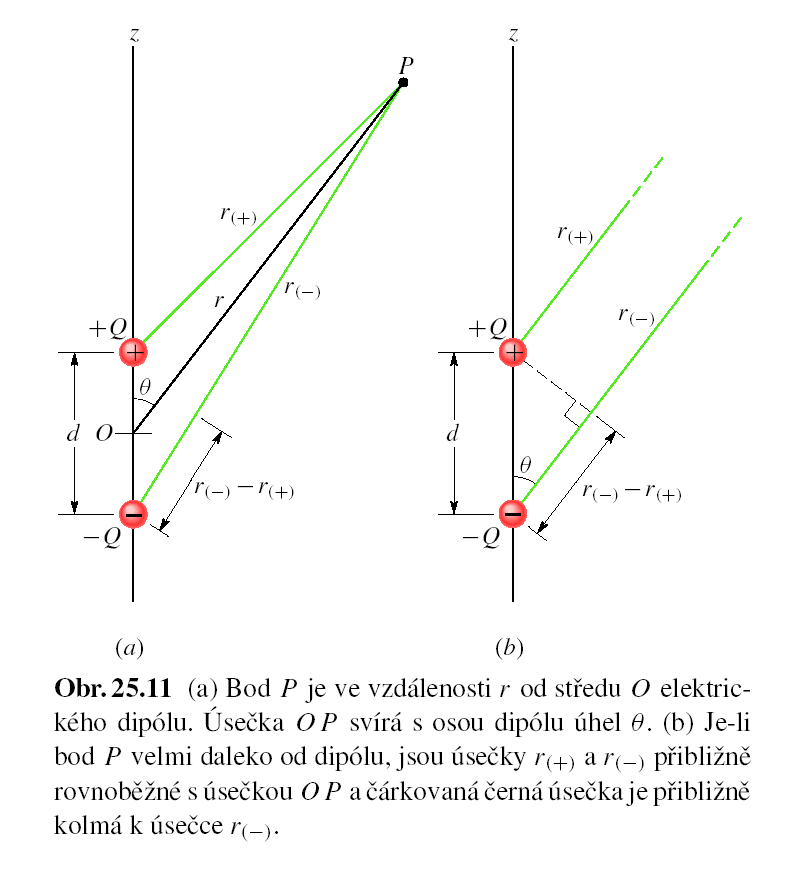 z
P
r(+)
r
r(−)
+Q
+
θ
d
O
r(−) − r(+)
−
−Q
(a)
z
r(+)
r(−)
+Q
+
d
θ
r(−) − r(+)
−
−Q
(b)
Obr. 25.11 (a) Bod P je ve vzdálenosti r od středu O elektric-
kého dipólu. Úsečka OP svírá s osou dipólu úhel θ. (b) Je-li
bod P velmi daleko od dipólu, jsou úsečky r(+) a r(−) přibližně
rovnoběžné s úsečkou OP a čárkovaná černá úsečka je přibližně
kolmá k úsečce r(−).